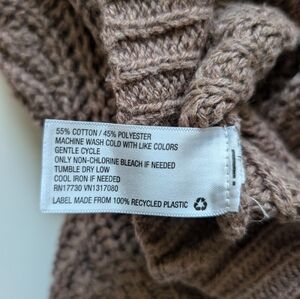 55% COTTON / 45% POLYESTER
MACHINE WASH COLD WITH LIKE COLORS
GENTLE CYCLE
ONLY NON-CHLORINE BLEACH IF NEEDED
TUMBLE DRY LOW
COOL IRON IF NEEDED
RN17730 VN1317080
LABEL MADE FROM 100% RECYCLED PLASTIC